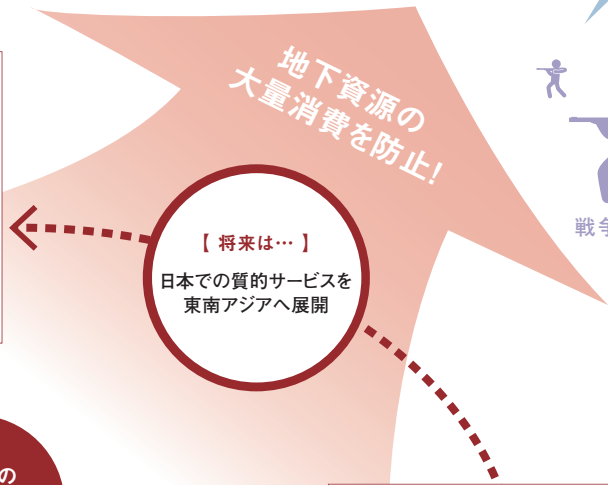 地下資源の
大量消費を防止!
戦争
【 将来は… 】
日本での質的サービスを
東南アジアへ展開
の